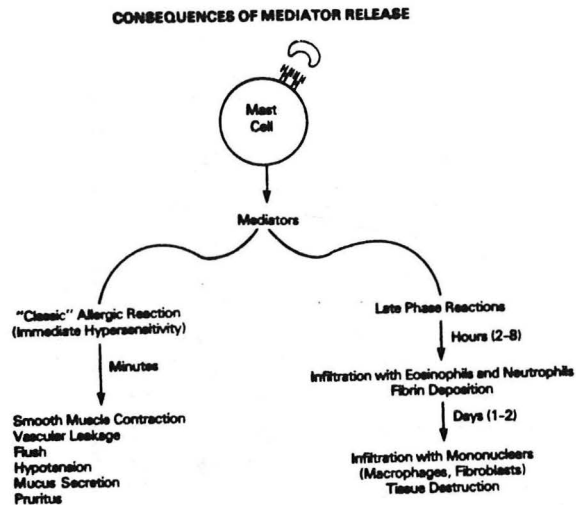 CONSEQUENCES OF MEDIATOR RELEASE
Mast
Cell
Mediators
"Classic" Allergic Reaction
(Immediate Hypersensitivity)
Minutes
Smooth Muscle Contraction
Vascular Leakage
Flush
Hypotension
Mucus Secretion
Pruritus
Late Phase Reactions
Hours (2-8)
Infiltration with Eosinophils and Neutrophils
Fibrin Deposition
Days (1-2)
Infiltration with Mononuclears
(Macrophages, Fibroblasts)
Tissue Destruction